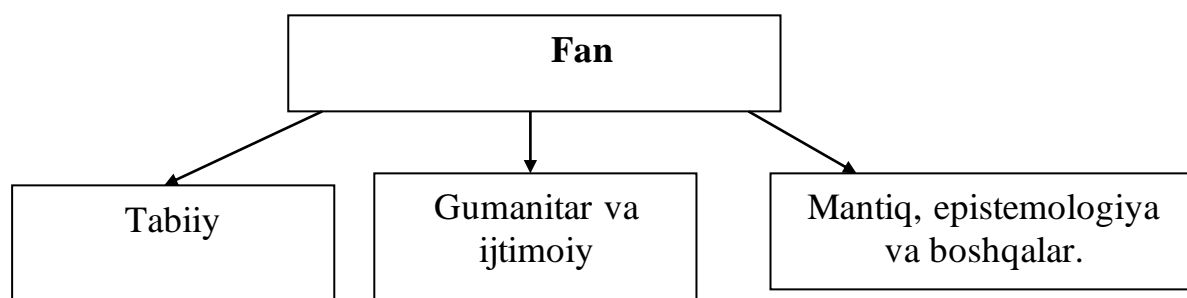 Fan
Tabiiy
Gumanitar va
ijtimoiy
Mantiq, epistemologiya
va boshqalar.